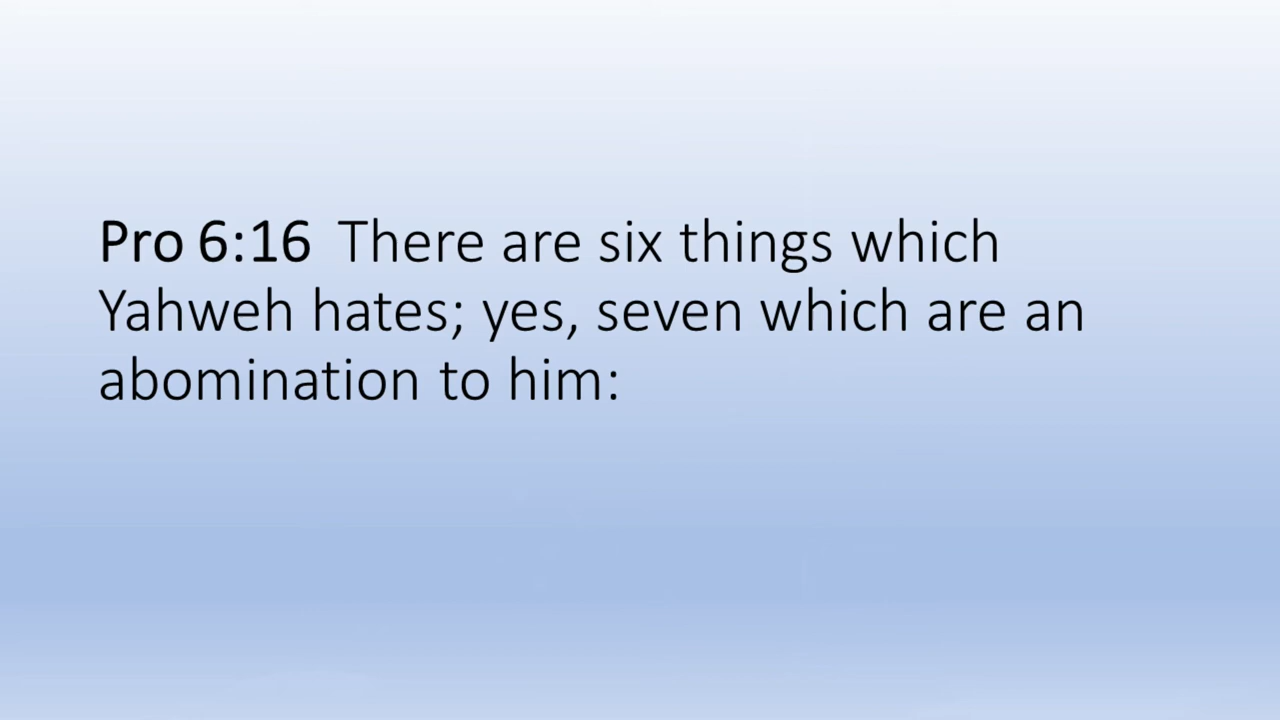 Pro 6:16 There are six things which
Yahweh hates; yes, seven which are an
abomination to him: